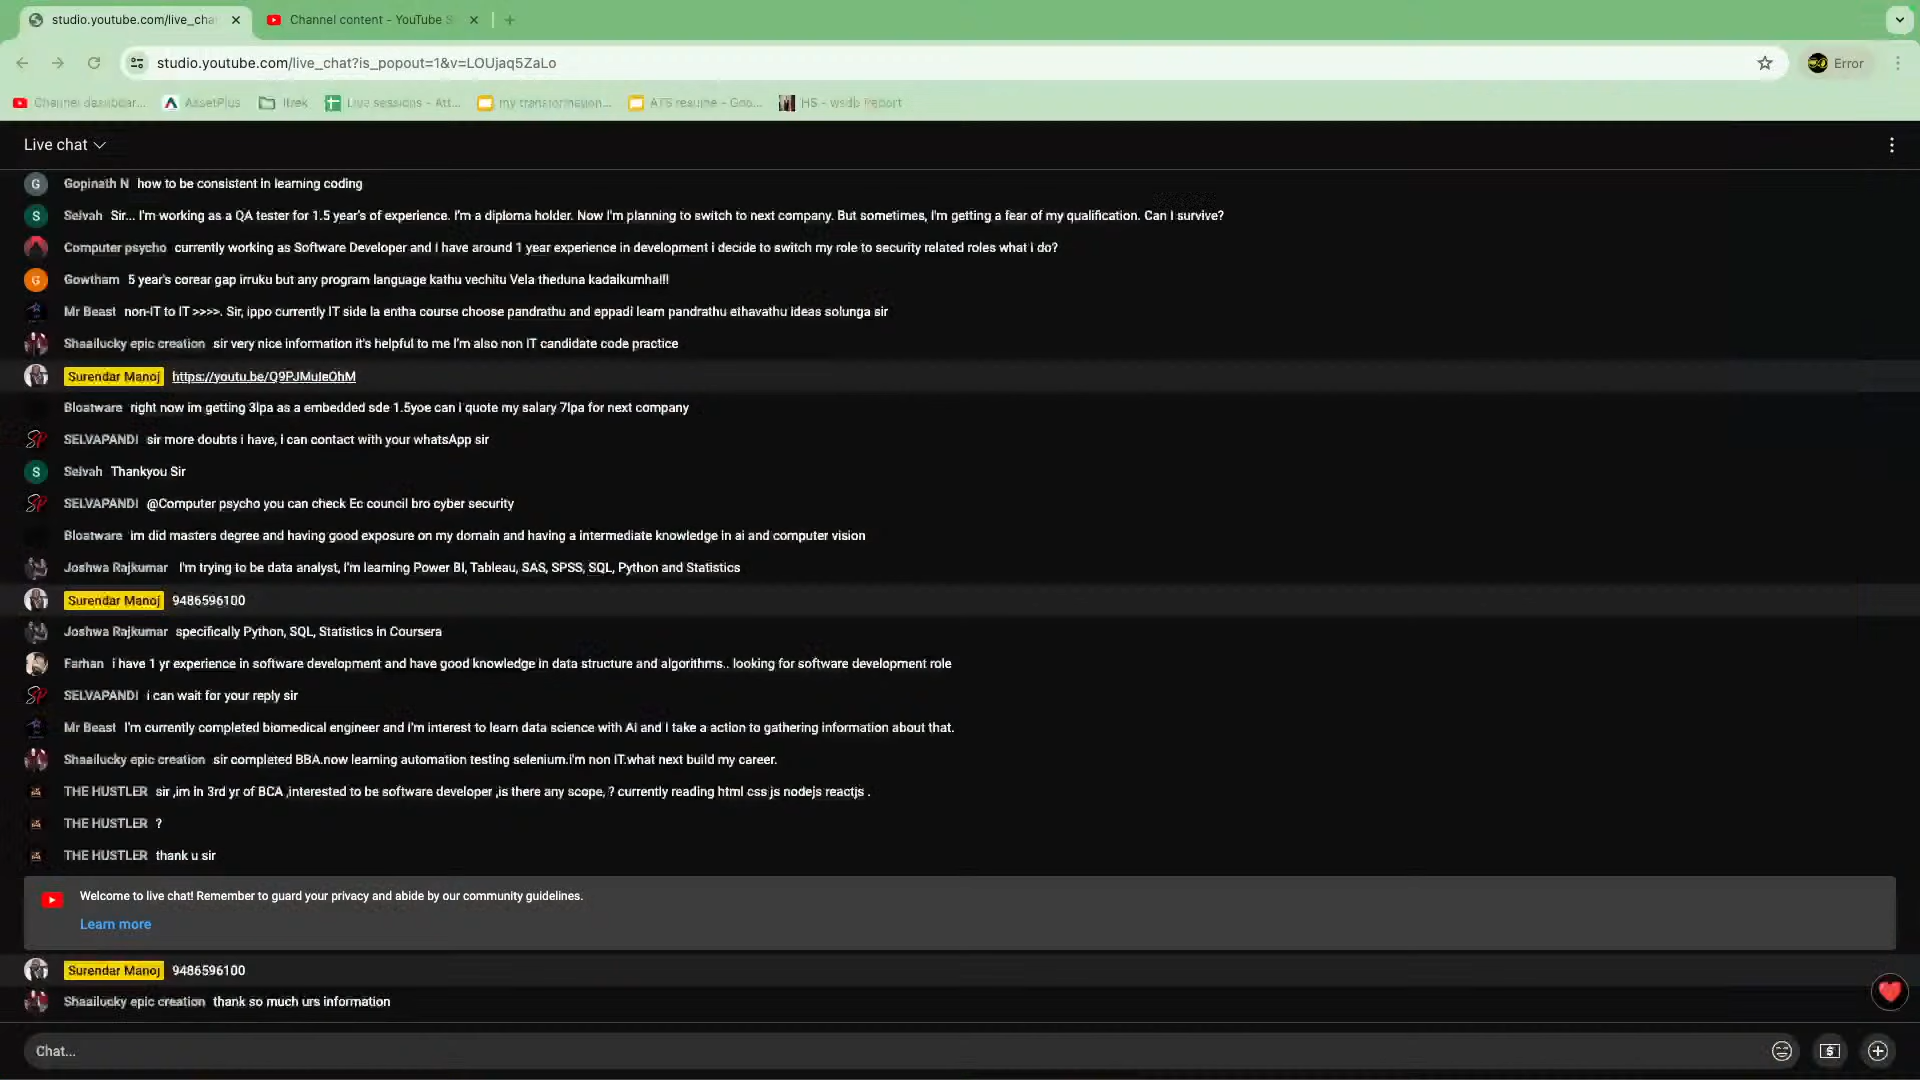 studio.youtube.com/live_cha
Channel content - YouTube S
studio.youtube.com/live_chat?is_popout=1&v=LOUjaq5ZaLo
Error
Channel dashboar...
AssetPlus
Itrek
Live sessions - Att...
my transformation...
ATS resume - Goo...
HS - wsdb Report
Live chat
Gopinath N how to be consistent in learning coding
Selvah Sir... I'm working as a QA tester for 1.5 year's of experience. I'm a diploma holder. Now I'm planning to switch to next company. But sometimes, I'm getting a fear of my qualification. Can I survive?
Computer psycho currently working as Software Developer and i have around 1 year experience in development i decide to switch my role to security related roles what i do?
Gowtham 5 year's corear gap irruku but any program language kathu vechitu Vela theduna kadaikumha!!!
Mr Beast non-IT to IT >>>>. Sir, ippo currently IT side la entha course choose pandrathu and eppadi learn pandrathu ethavathu ideas solunga sir
Shaailucky epic creation sir very nice information it's helpful to me I'm also non IT candidate code practice
Surendar Manoj https://youtu.be/Q9PJMuIeOhM
Bloatware right now im getting 3lpa as a embedded sde 1.5yoe can i quote my salary 7lpa for next company
SELVAPANDI sir more doubts i have, i can contact with your whatsApp sir
Selvah Thankyou Sir
SELVAPANDI @Computer psycho you can check Ec council bro cyber security
Bloatware im did masters degree and having good exposure on my domain and having a intermediate knowledge in ai and computer vision
Joshwa Rajkumar I'm trying to be data analyst, I'm learning Power BI, Tableau, SAS, SPSS, SQL, Python and Statistics
Surendar Manoj 9486596100
Joshwa Rajkumar specifically Python, SQL, Statistics in Coursera
Farhan i have 1 yr experience in software development and have good knowledge in data structure and algorithms.. looking for software development role
SELVAPANDI i can wait for your reply sir
Mr Beast I'm currently completed biomedical engineer and I'm interest to learn data science with AI and I take a action to gathering information about that.
Shaailucky epic creation sir completed BBA.now learning automation testing selenium.I'm non IT.what next build my career.
THE HUSTLER sir ,im in 3rd yr of BCA ,interested to be software developer ,is there any scope, ? currently reading html css js nodejs reactjs .
THE HUSTLER ?
THE HUSTLER thank u sir
Welcome to live chat! Remember to guard your privacy and abide by our community guidelines.
Learn more
Surendar Manoj 9486596100
Shaailucky epic creation thank so much urs information
Chat...